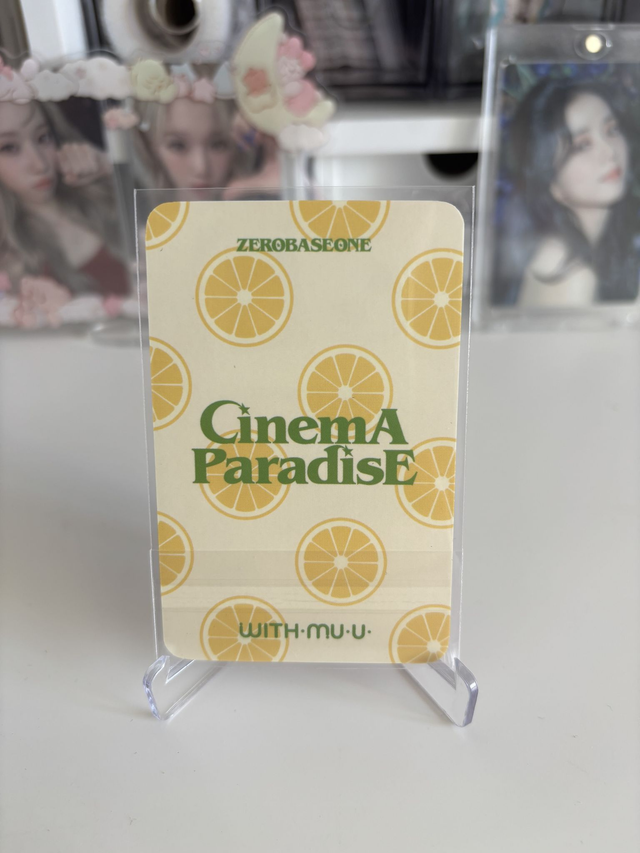 ZEROBASEONE
CinemA
ParadisE
WITH·MU·U·